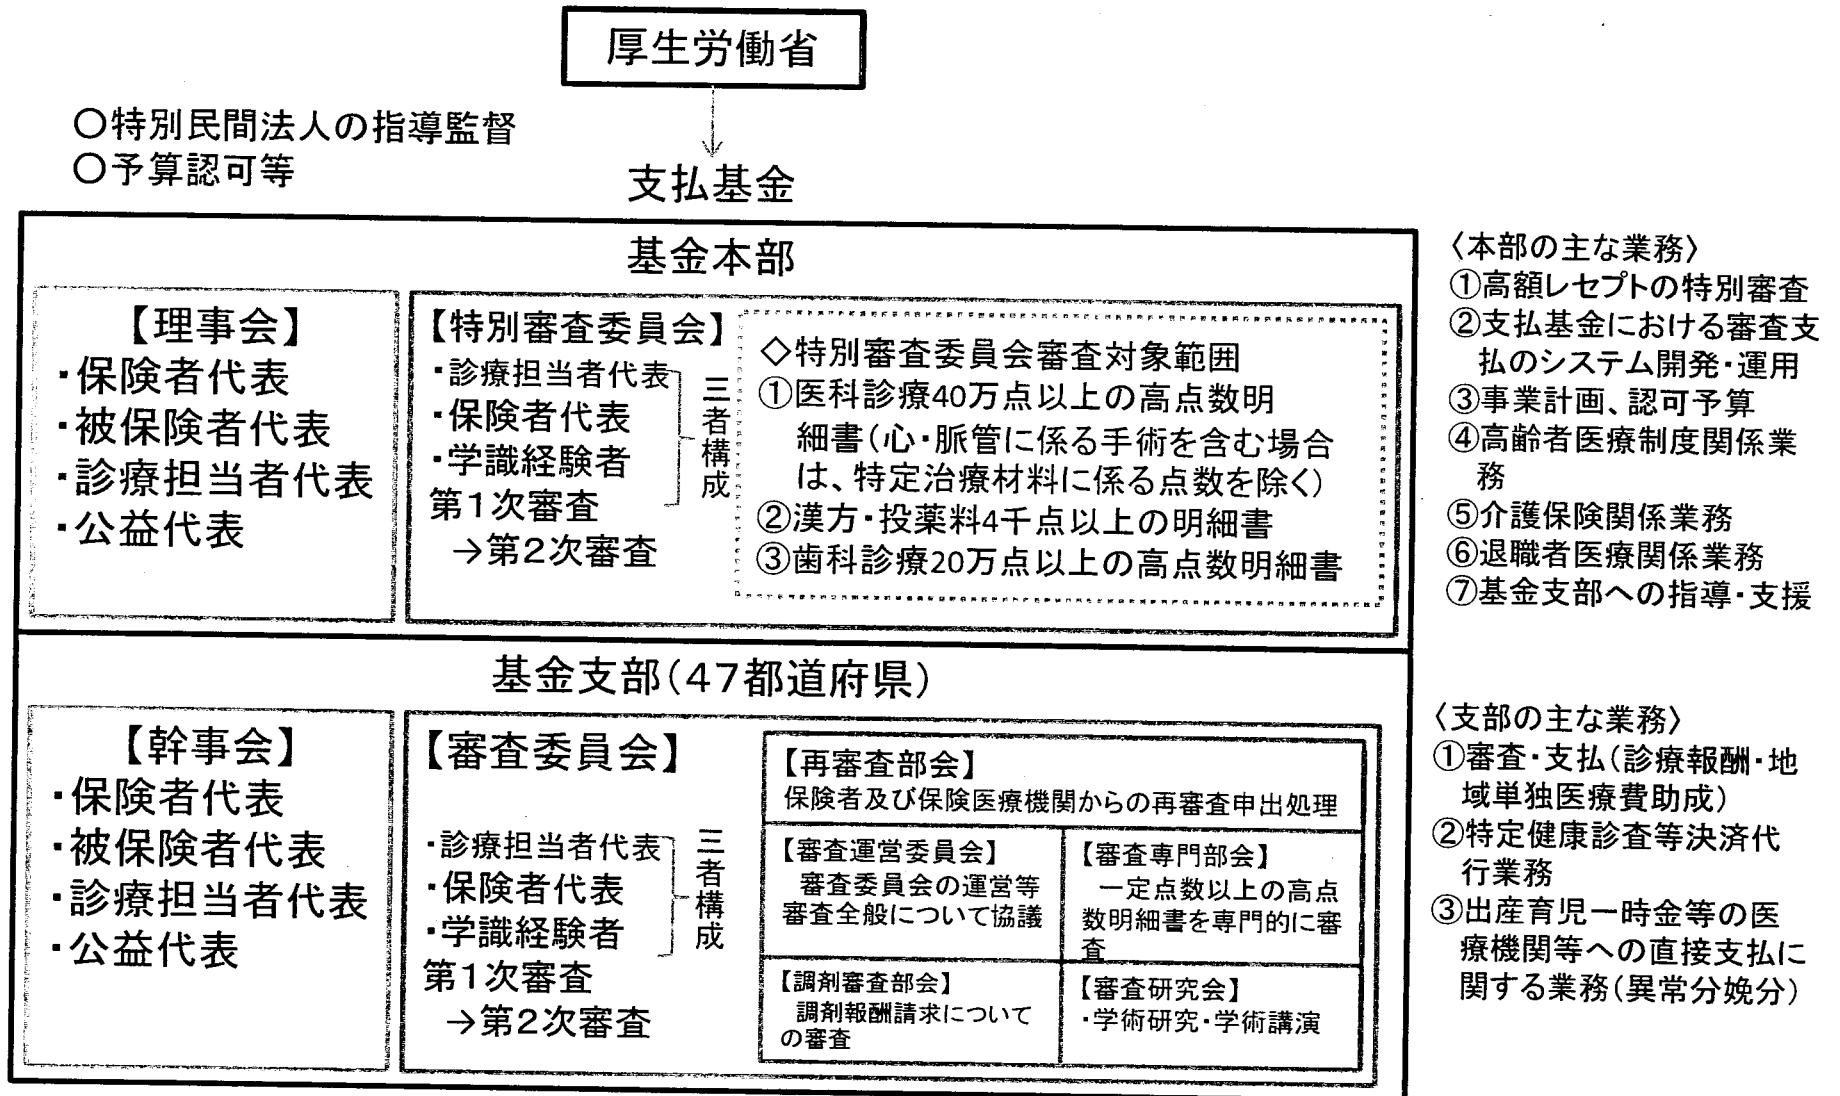 厚生労働省
○特別民間法人の指導監督
○予算認可等
支払基金
基金本部
【理事会】
・保険者代表
・被保険者代表
・診療担当者代表
・公益代表
【特別審査委員会】
・診療担当者代表
・保険者代表
・学識経験者
三者構成
第1次審査
→第2次審査
◇特別審査委員会審査対象範囲
①医科診療40万点以上の高点数明
細書(心・脈管に係る手術を含む場合
は、特定治療材料に係る点数を除く)
②漢方・投薬料4千点以上の明細書
③歯科診療20万点以上の高点数明細書
〈本部の主な業務〉
①高額レセプトの特別審査
②支払基金における審査支
払のシステム開発・運用
③事業計画、認可予算
④高齢者医療制度関係業
務
⑤介護保険関係業務
⑥退職者医療関係業務
⑦基金支部への指導・支援
基金支部(47都道府県)
【幹事会】
・保険者代表
・被保険者代表
・診療担当者代表
・公益代表
【審査委員会】
・診療担当者代表
・保険者代表
・学識経験者
三者構成
第1次審査
→第2次審査
【再審査部会】
保険者及び保険医療機関からの再審査申出処理
【審査運営委員会】
審査委員会の運営等
審査全般について協議
【審査専門部会】
一定点数以上の高点
数明細書を専門的に審
査
【調剤審査部会】
調剤報酬請求について
の審査
【審査研究会】
・学術研究・学術講演
〈支部の主な業務〉
①審査・支払(診療報酬・地
域単独医療費助成)
②特定健康診査等決済代
行業務
③出産育児一時金等の医
療機関等への直接支払に
関する業務(異常分娩分)